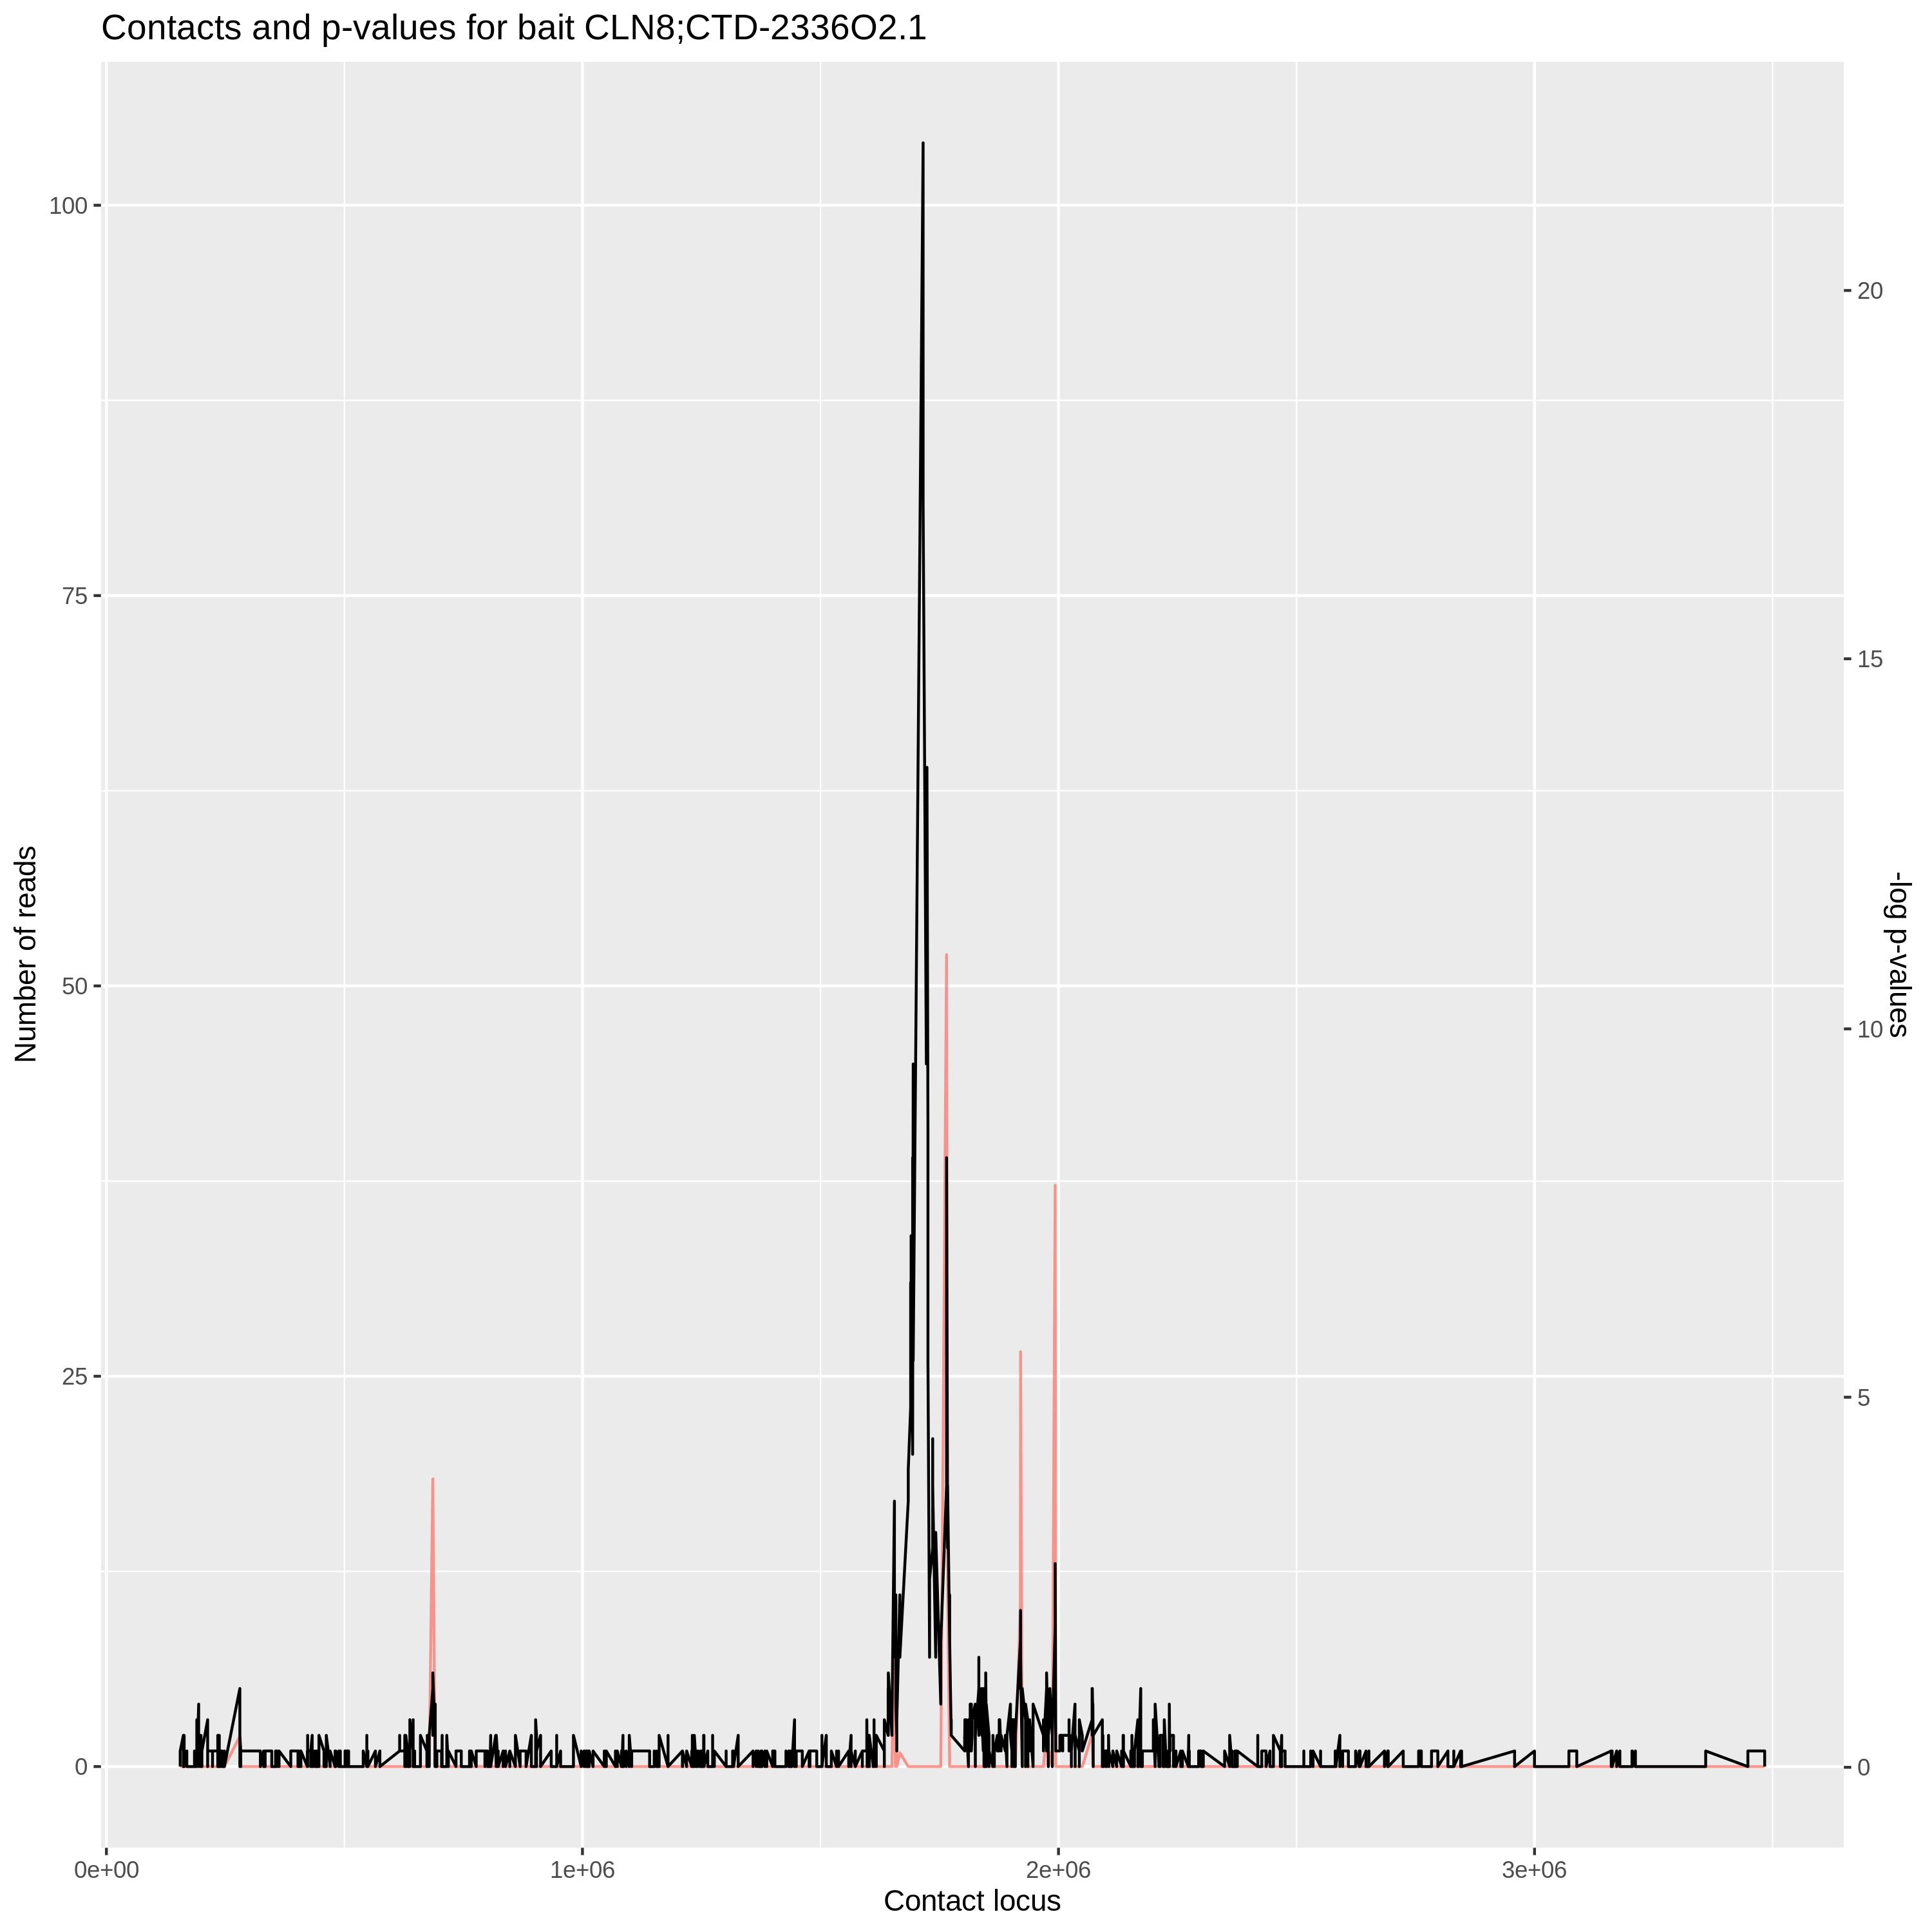 Contacts and p-values for bait CLN8;CTD-2336O2.1
100
75
50
25
0
Number of reads
20
15
10
5
0
-log p-values
0e+00
1e+06
2e+06
3e+06
Contact locus